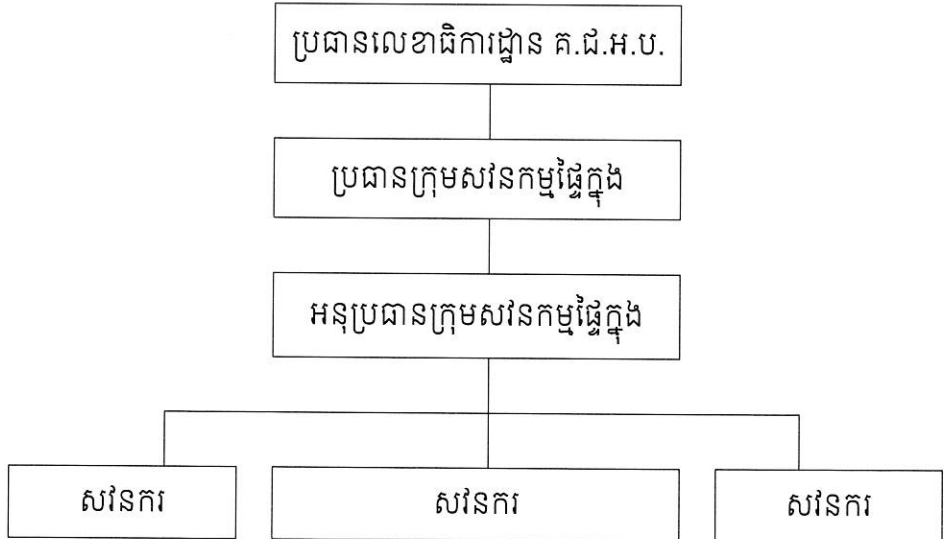 ប្រធានលេខាធិការដ្ឋាន គ.ជ.អ.ប.
ប្រធានក្រុមសវនកម្មផ្ទៃក្នុង
អនុប្រធានក្រុមសវនកម្មផ្ទៃក្នុង
សវនករ សវនករ សវនករ